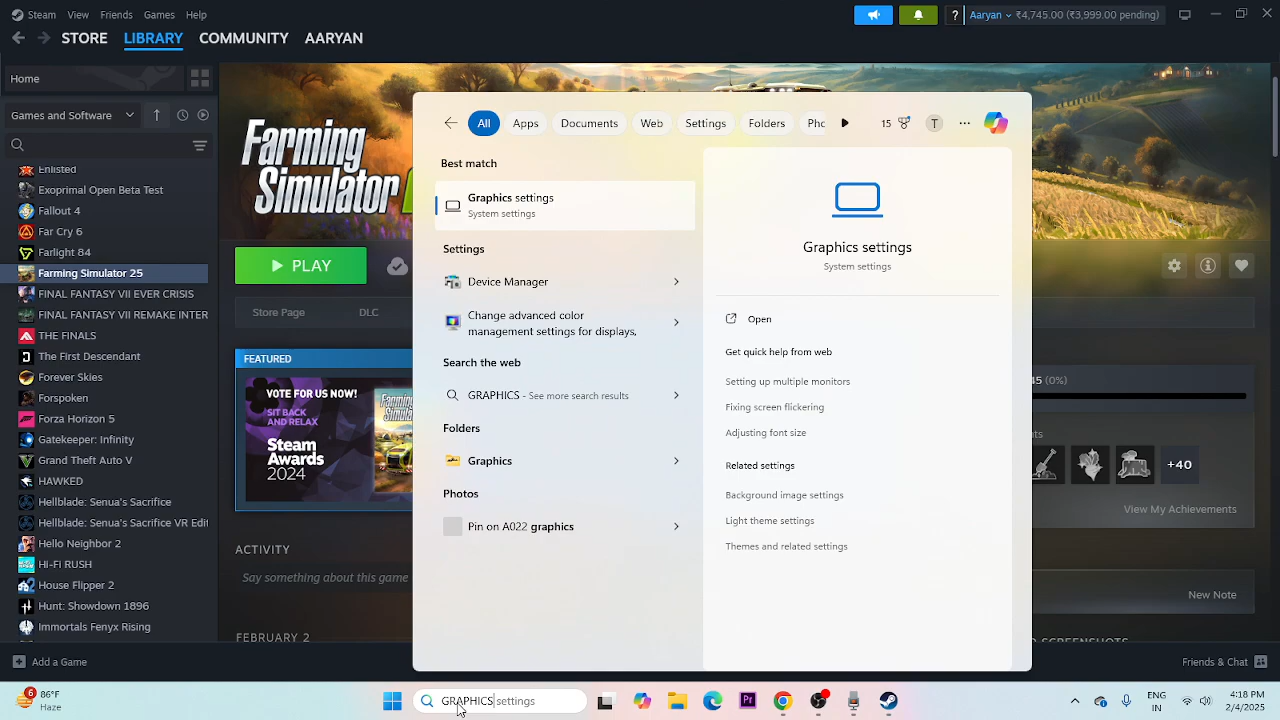 Steam View Friends Games Help
Aaryan ₹4,745.00 (₹3,999.00 pending)
STORE LIBRARY COMMUNITY AARYAN
Home
Games and Software
Enlisted
Exoprimal Open Beta Test
Fallout 4
Far Cry 6
Farlight 84
Farming Simulator 25
FINAL FANTASY VII EVER CRISIS
FINAL FANTASY VII REMAKE INTER
THE FINALS
The First Descendant
Forever Skies
Forspoken
Forza Horizon 5
Godeater: Infinity
Grand Theft Auto V
HAWKED
Hellblade: Senua's Sacrifice
Hellblade: Senua's Sacrifice VR Edit
Hello Neighbor 2
Hi-Fi RUSH
House Flipper 2
Hunt: Showdown 1896
Immortals Fenyx Rising
Add a Game
Farming
Simulator
PLAY
Store Page DLC
FEATURED
VOTE FOR US NOW!
SIT BACK
AND RELAX
Steam
Awards
2024
ACTIVITY
Say something about this game
FEBRUARY 2
All Apps Documents Web Settings Folders Pho 15 T
Best match
Graphics settings
System settings
Settings
Device Manager
Change advanced color
management settings for displays,
Search the web
GRAPHICS - See more search results
Folders
Graphics
Photos
Pin on A022 graphics
Graphics settings
System settings
Open
Get quick help from web
Setting up multiple monitors
Fixing screen flickering
Adjusting font size
Related settings
Background image settings
Light theme settings
Themes and related settings
45 (0%)
+40
View My Achievements
New Note
Friends & Chat
6 86°F
GRAPHICS settings
Pr
ENG
IN
4:18 PM
2/4/2025